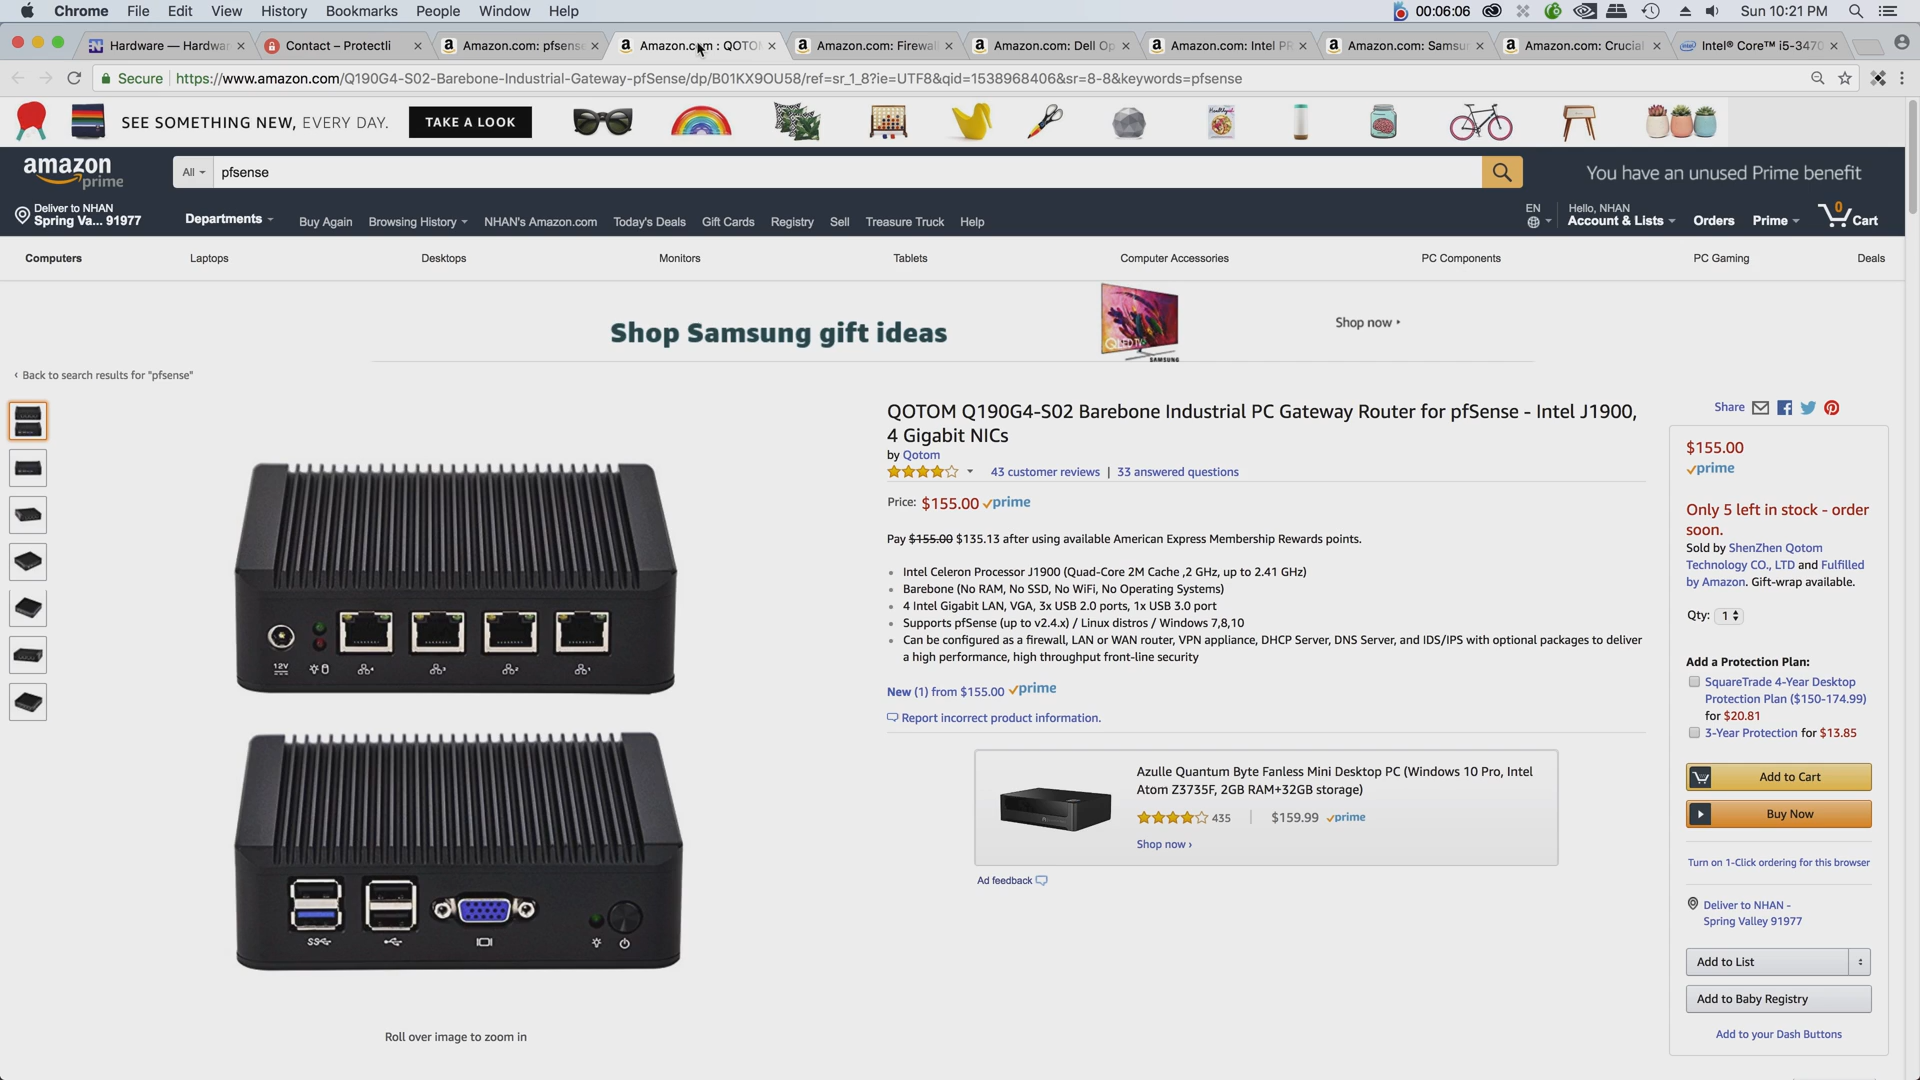 Chrome File Edit View History Bookmarks People Window Help 00:06:06 Sun 10:21 PM
Hardware — Hardwar Contact – Protectli Amazon.com: pfsens Amazon.com : QOTO Amazon.com: Firewal Amazon.com: Dell Op Amazon.com: Intel PR Amazon.com: Samsu Amazon.com: Crucial Intel® Core™ i5-3470
Secure https://www.amazon.com/Q190G4-S02-Barebone-Industrial-Gateway-pfSense/dp/B01KX9OU58/ref=sr_1_8?ie=UTF8&qid=1538968406&sr=8-8&keywords=pfsense
SEE SOMETHING NEW, EVERY DAY. TAKE A LOOK
amazon prime
All pfsense
You have an unused Prime benefit
Deliver to NHAN
Spring Va... 91977
Departments Buy Again Browsing History NHAN's Amazon.com Today's Deals Gift Cards Registry Sell Treasure Truck Help
EN
Hello, NHAN
Account & Lists Orders Prime 0 Cart
Computers Laptops Desktops Monitors Tablets Computer Accessories PC Components PC Gaming Deals
Shop Samsung gift ideas
QLED TV
SAMSUNG
Shop now ›
‹ Back to search results for "pfsense"
QOTOM Q190G4-S02 Barebone Industrial PC Gateway Router for pfSense - Intel J1900,
4 Gigabit NICs
by Qotom
43 customer reviews | 33 answered questions
Price: $155.00 prime
Pay $155.00 $135.13 after using available American Express Membership Rewards points.
• Intel Celeron Processor J1900 (Quad-Core 2M Cache ,2 GHz, up to 2.41 GHz)
• Barebone (No RAM, No SSD, No WiFi, No Operating Systems)
• 4 Intel Gigabit LAN, VGA, 3x USB 2.0 ports, 1x USB 3.0 port
• Supports pfSense (up to v2.4.x) / Linux distros / Windows 7,8,10
• Can be configured as a firewall, LAN or WAN router, VPN appliance, DHCP Server, DNS Server, and IDS/IPS with optional packages to deliver
a high performance, high throughput front-line security
New (1) from $155.00 prime
Report incorrect product information.
Azulle Quantum Byte Fanless Mini Desktop PC (Windows 10 Pro, Intel
Atom Z3735F, 2GB RAM+32GB storage)
435 | $159.99 prime
Shop now ›
Ad feedback
12V
Roll over image to zoom in
Share
$155.00
prime
Only 5 left in stock - order
soon.
Sold by ShenZhen Qotom
Technology CO., LTD and Fulfilled
by Amazon. Gift-wrap available.
Qty: 1
Add a Protection Plan:
SquareTrade 4-Year Desktop
Protection Plan ($150-174.99)
for $20.81
3-Year Protection for $13.85
Add to Cart
Buy Now
Turn on 1-Click ordering for this browser
Deliver to NHAN -
Spring Valley 91977
Add to List
Add to Baby Registry
Add to your Dash Buttons